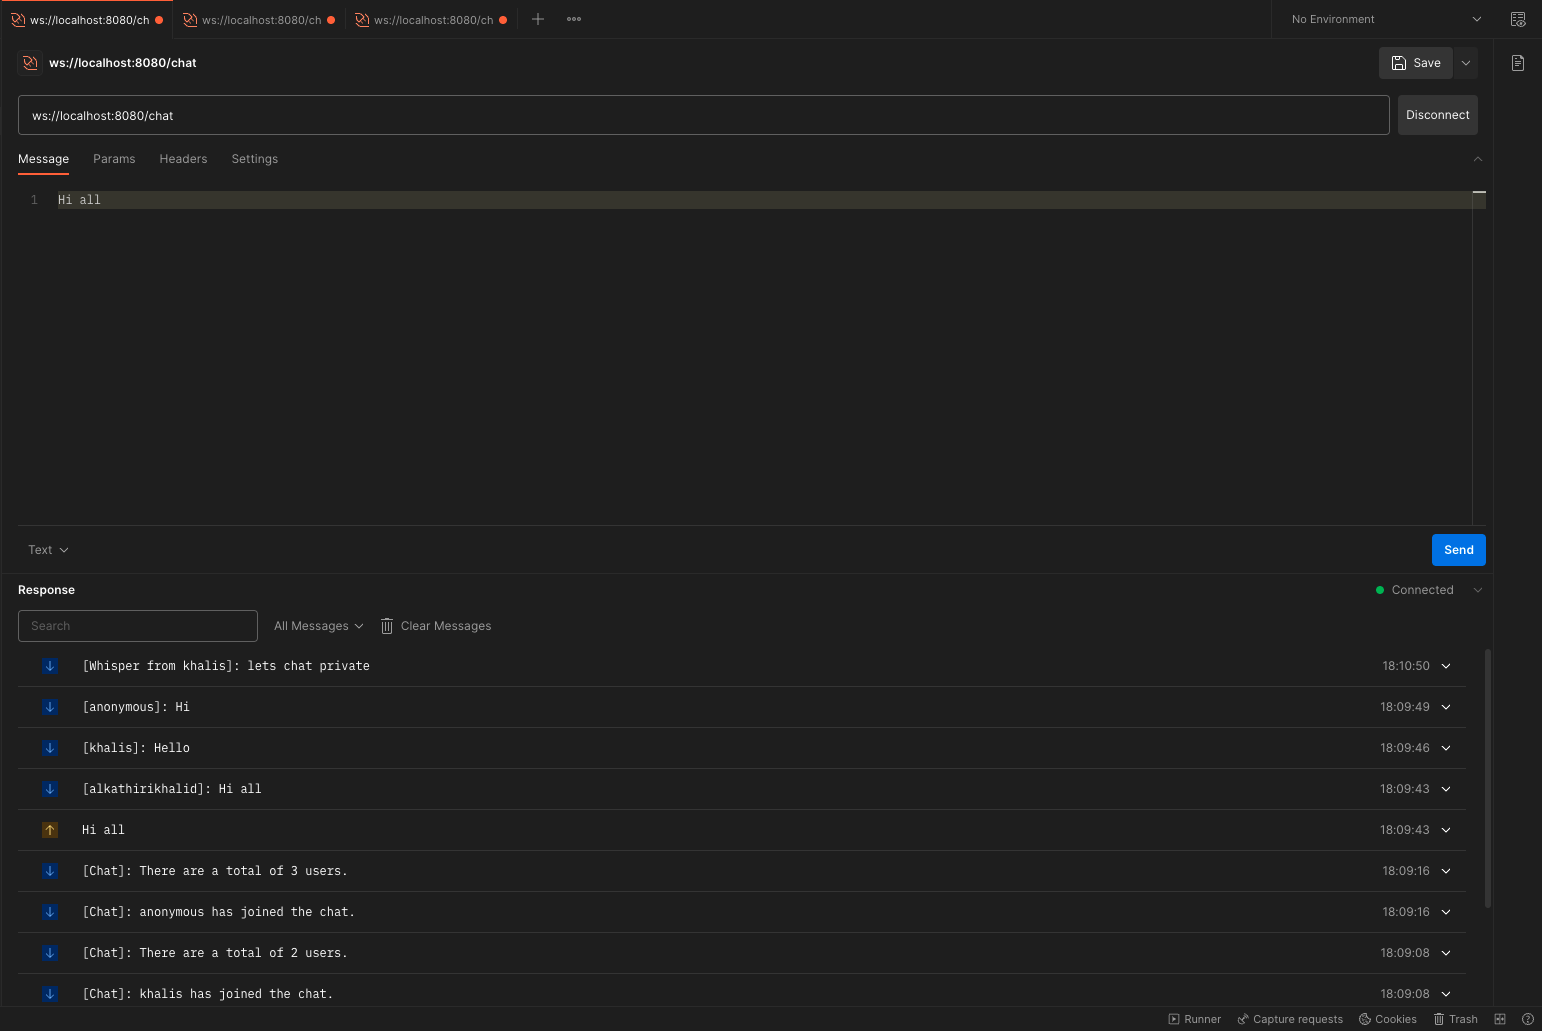 ws://localhost:8080/ch ws://localhost:8080/ch ws://localhost:8080/ch No Environment
ws://localhost:8080/chat Save
ws://localhost:8080/chat Disconnect
Message Params Headers Settings
1 Hi all
Text Send
Response Connected
Search All Messages Clear Messages
[Whisper from khalis]: lets chat private 18:10:50
[anonymous]: Hi 18:09:49
[khalis]: Hello 18:09:46
[alkathirikhalid]: Hi all 18:09:43
Hi all 18:09:43
[Chat]: There are a total of 3 users. 18:09:16
[Chat]: anonymous has joined the chat. 18:09:16
[Chat]: There are a total of 2 users. 18:09:08
[Chat]: khalis has joined the chat. 18:09:08
Runner Capture requests Cookies Trash